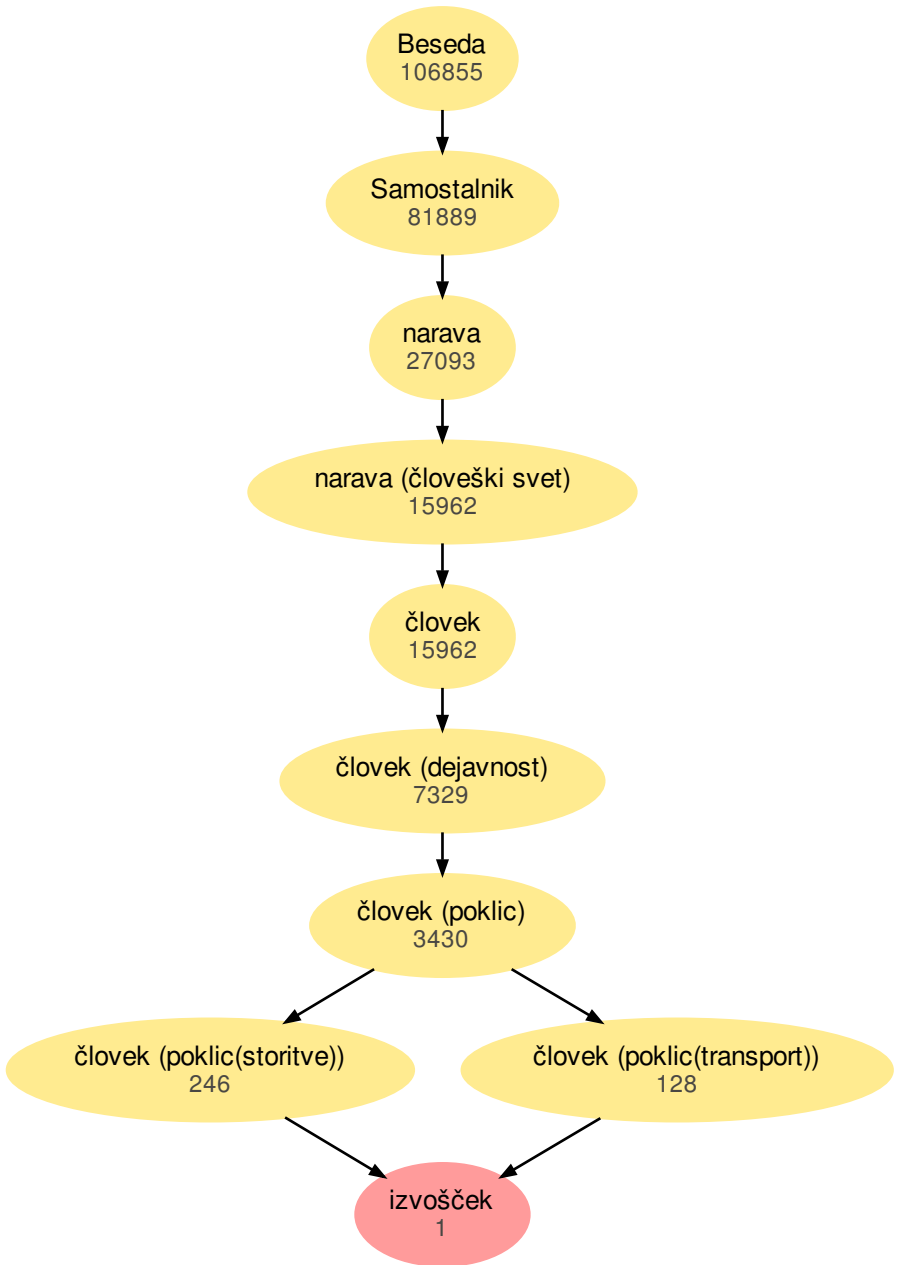 Beseda
106855
Samostalnik
81889
narava
27093
narava (človeški svet)
15962
človek
15962
človek (dejavnost)
7329
človek (poklic)
3430
človek (poklic(storitve))
246
človek (poklic(transport))
128
izvošček
1